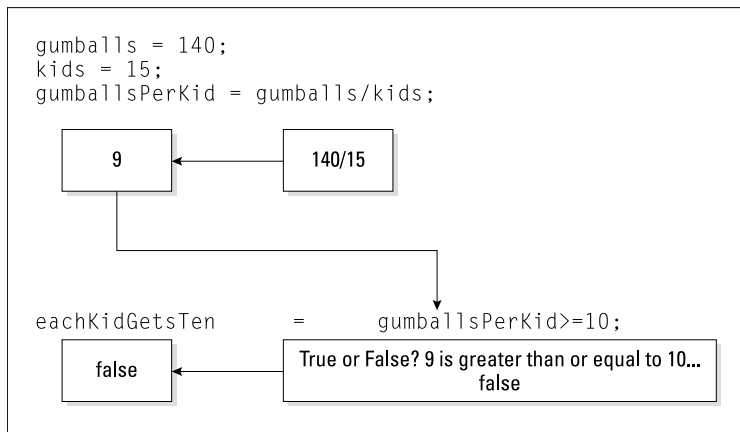 gumballs = 140;
kids = 15;
gumballsPerKid = gumballs/kids;
9
140/15
eachKidGetsTen = gumballsPerKid>=10;
false
True or False? 9 is greater than or equal to 10...
false